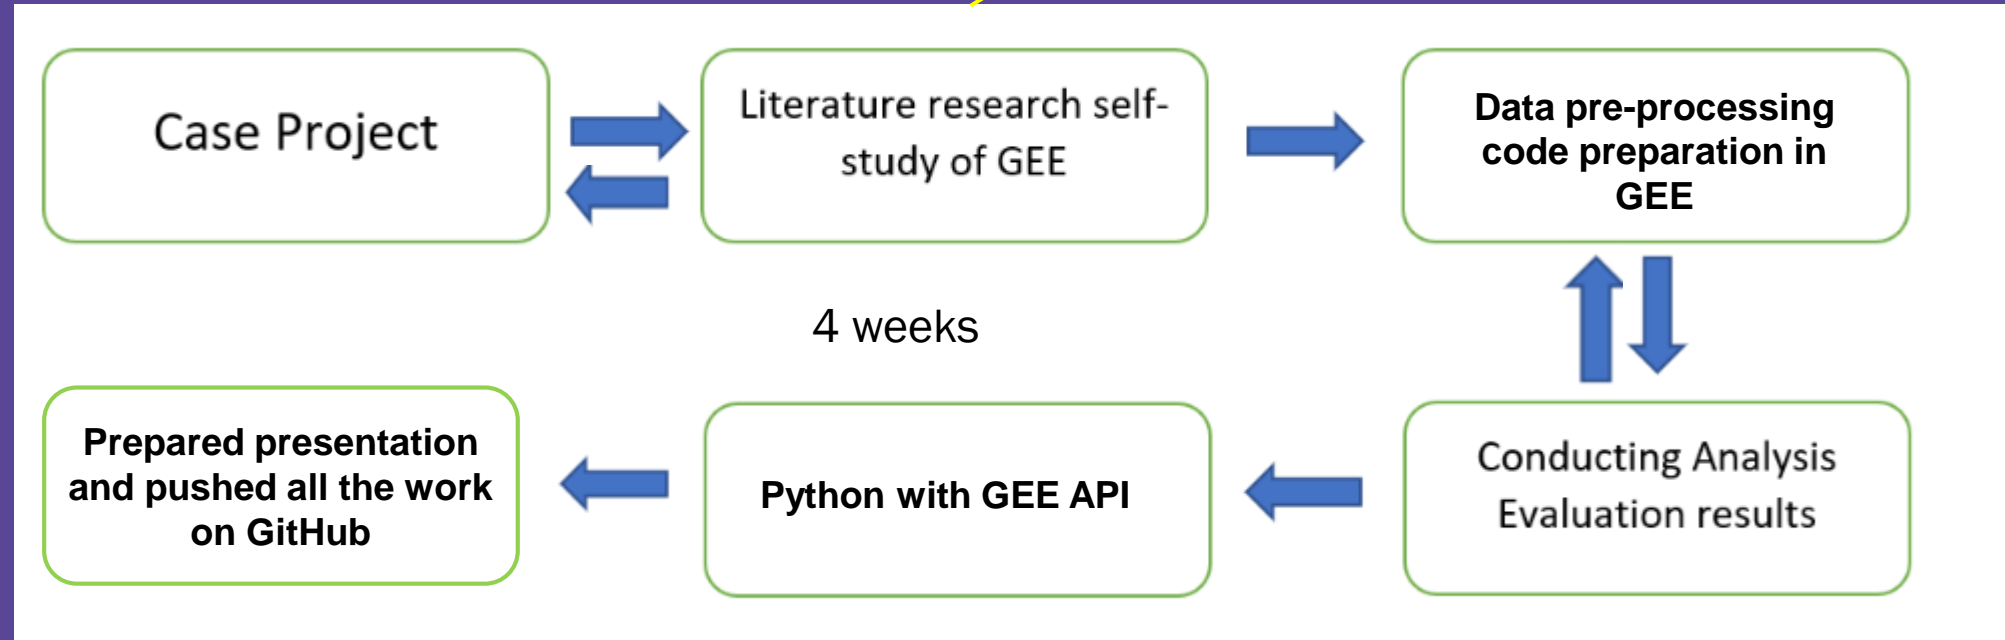 Case Project
Literature research self-
study of GEE
Data pre-processing
code preparation in
GEE
4 weeks
Prepared presentation
and pushed all the work
on GitHub
Python with GEE API
Conducting Analysis
Evaluation results